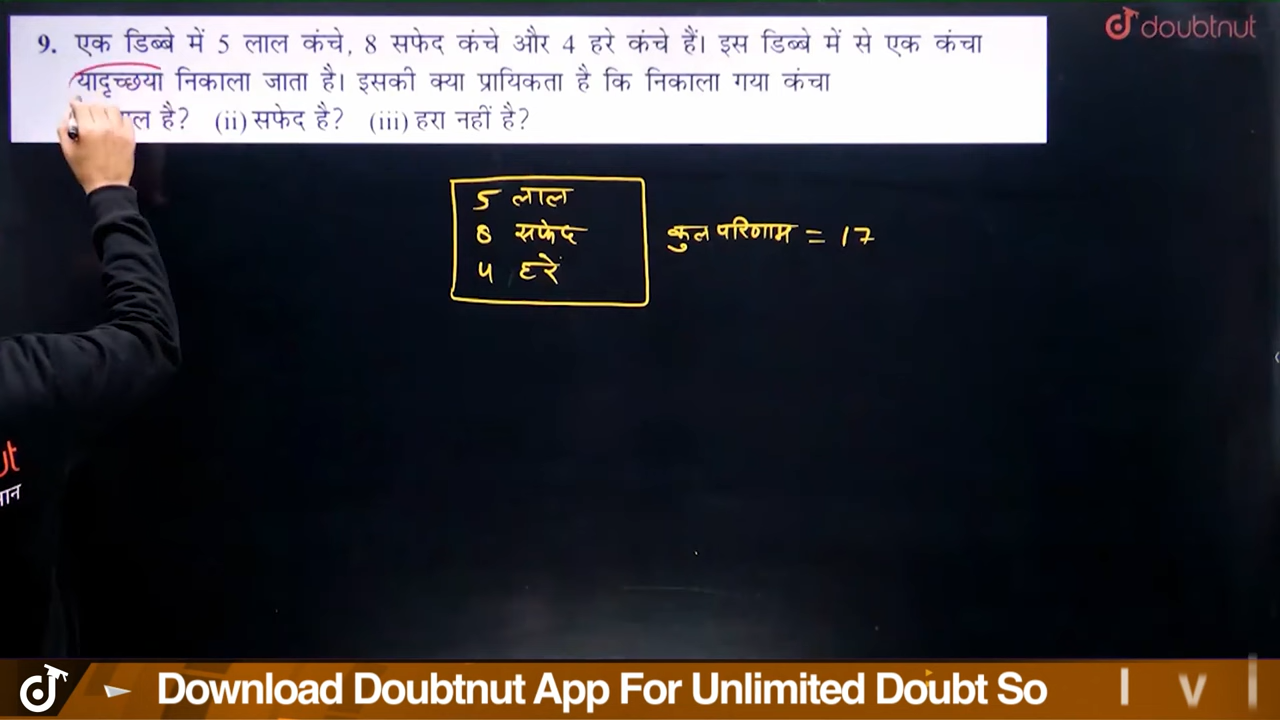 doubtnut
9. एक डिब्बे में 5 लाल कंचे, 8 सफेद कंचे और 4 हरे कंचे हैं। इस डिब्बे में से एक कंचा
यादृच्छया निकाला जाता है। इसकी क्या प्रायिकता है कि निकाला गया कंचा
है? (ii) सफेद है? (iii) हरा नहीं है?
5 लाल
8 सफेद
4 हरें
कुल परिणाम = 17
Download Doubtnut App For Unlimited Doubt So